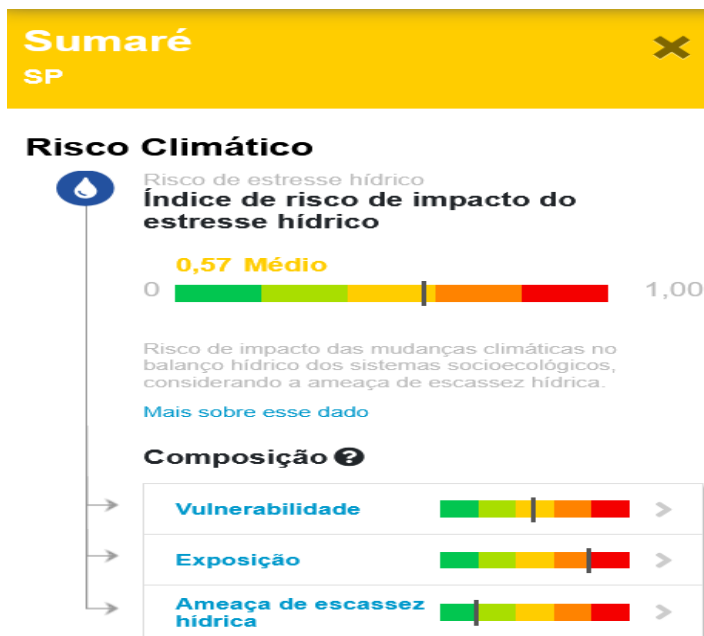 Sumaré
SP
Risco Climático
Risco de estresse hídrico
Índice de risco de impacto do
estresse hídrico
0,57 Médio
0
1,00
Risco de impacto das mudanças climáticas no
balanço hídrico dos sistemas socioecológicos,
considerando a ameaça de escassez hídrica.
Mais sobre esse dado
Composição ?
Vulnerabilidade
Exposição
Ameaça de escassez
hídrica